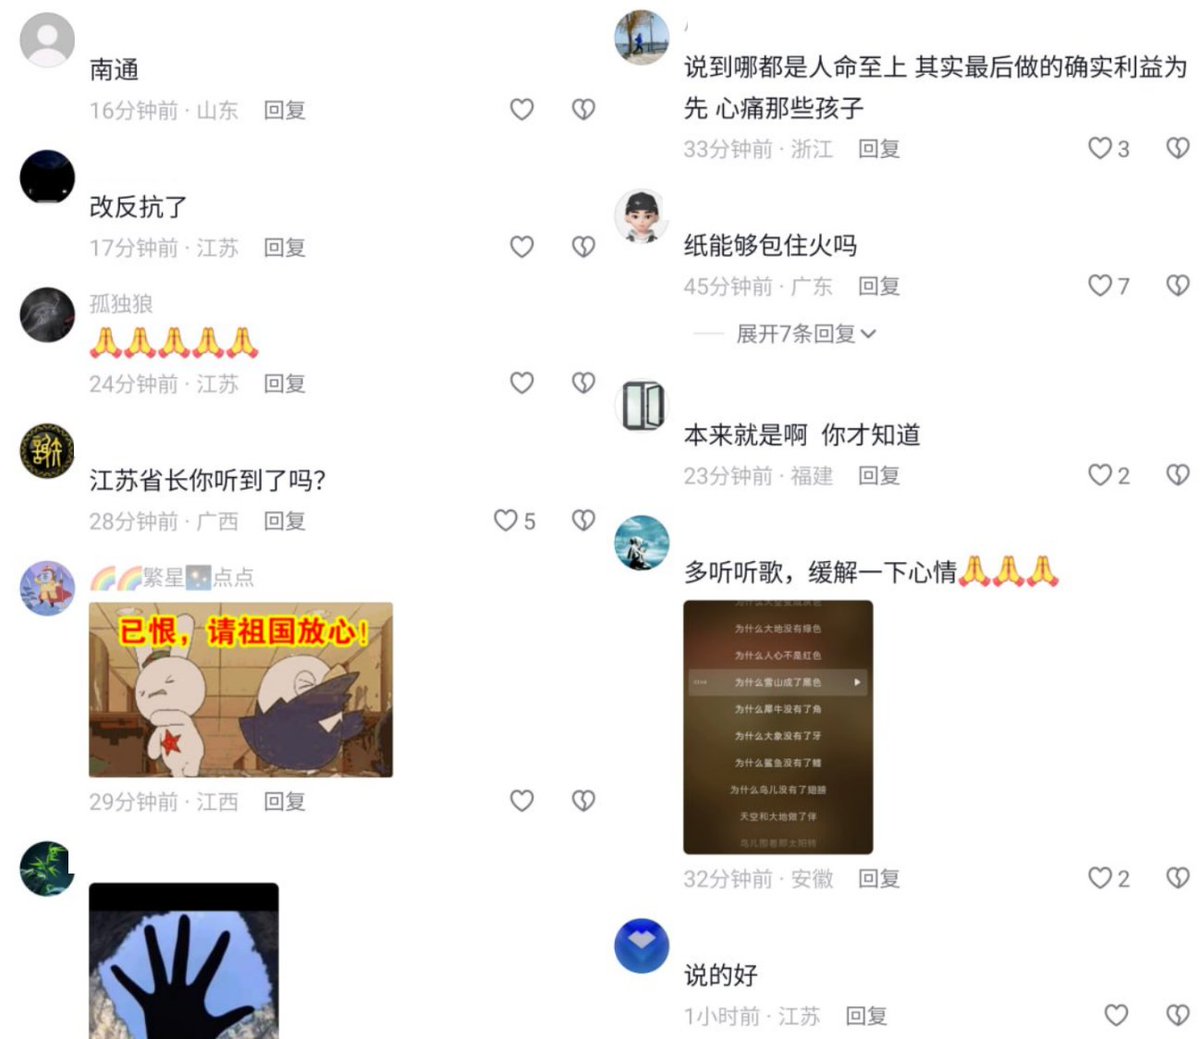 南通
16分钟前 · 山东 回复
改反抗了
17分钟前 · 江苏 回复
孤独狼
🙏🙏🙏🙏🙏
24分钟前 · 江苏 回复
江苏省长你听到了吗?
28分钟前 · 广西 回复 5
🌈🌈繁星🌌点点
已恨，请祖国放心！
29分钟前 · 江西 回复
说到哪都是人命至上 其实最后做的确实利益为
先 心痛那些孩子
33分钟前 · 浙江 回复 3
纸能够包住火吗
45分钟前 · 广东 回复 7
展开7条回复
本来就是啊 你才知道
23分钟前 · 福建 回复 2
多听听歌，缓解一下心情🙏🙏🙏
为什么大地没有绿色
为什么人心不是红色
为什么雪山成了黑色
为什么犀牛没有了角
为什么大象没有了牙
为什么鲨鱼没有了鳍
为什么鸟儿没有了翅膀
天空和大地做了伴
鸟儿围着那太阳转
32分钟前 · 安徽 回复 2
说的好
1小时前 · 江苏 回复